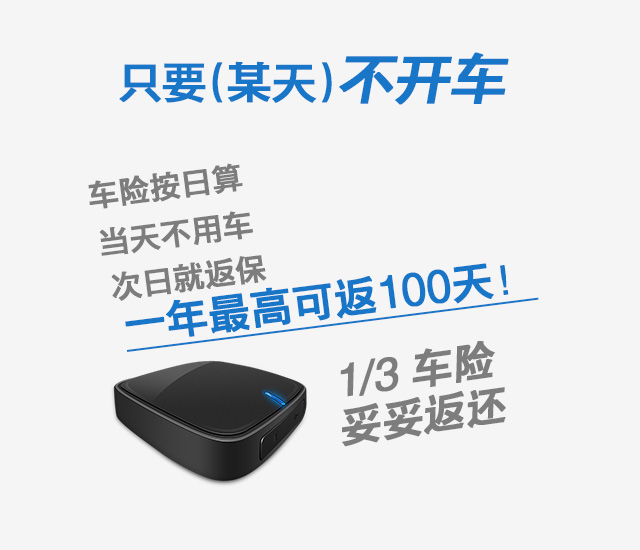 只要(某天)不开车
车险按日算
当天不用车
次日就返保
一年最高可返100天!
1/3 车险
妥妥返还